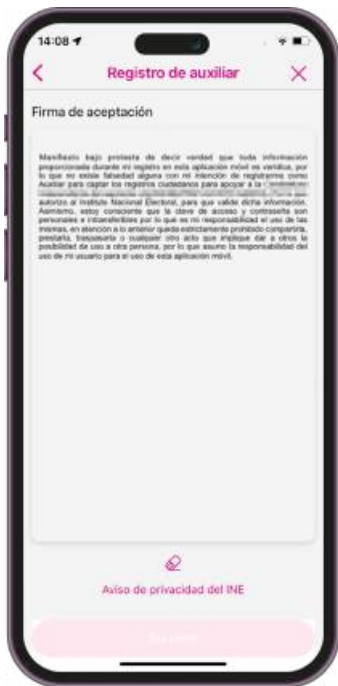 14:08
Registro de auxiliar
Firma de aceptación
Manifiesto bajo protesta de decir verdad que toda información
proporcionada durante mi registro en esta aplicación móvil es verídica, por
lo que no existe falsedad alguna con mi intención de registrarme como
Auxiliar para captar los registros ciudadanos para apoyar a la
autorizo al Instituto Nacional Electoral, para que valide dicha información.
Asimismo, estoy consciente que la clave de acceso y contraseña son
personales e intransferibles por lo que es mi responsabilidad el uso de las
mismas, en atención a lo anterior queda estrictamente prohibido compartirla,
prestarla, traspasarla o cualquier otro acto que implique dar a otros la
posibilidad de uso a otra persona, por lo que asumo la responsabilidad del
uso de mi usuario para el uso de esta aplicación móvil.
Aviso de privacidad del INE